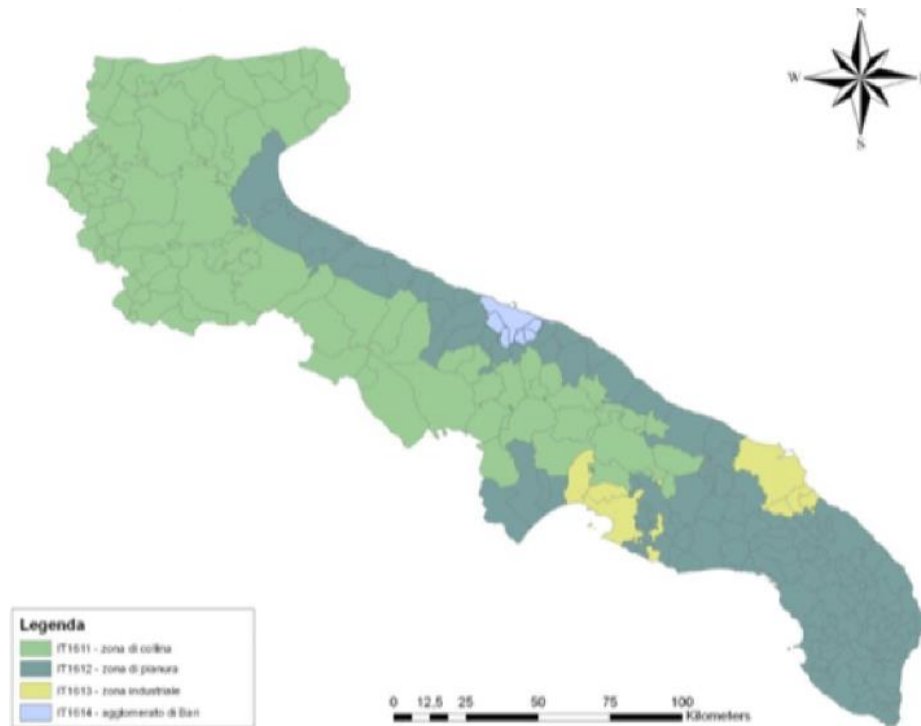 N
W
S
Legenda
IT1611 - zona di collina
IT1612 - zona di pianura
IT1613 - zona industriale
IT1614 - agglomerato di Bari
0 12,5 25 50 75 100
Kilometers